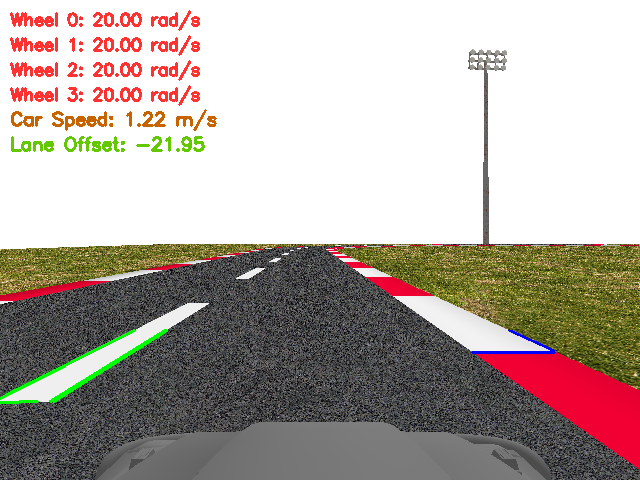 Wheel 0: 20.00 rad/s
Wheel 1: 20.00 rad/s
Wheel 2: 20.00 rad/s
Wheel 3: 20.00 rad/s
Car Speed: 1.22 m/s
Lane Offset: -21.95